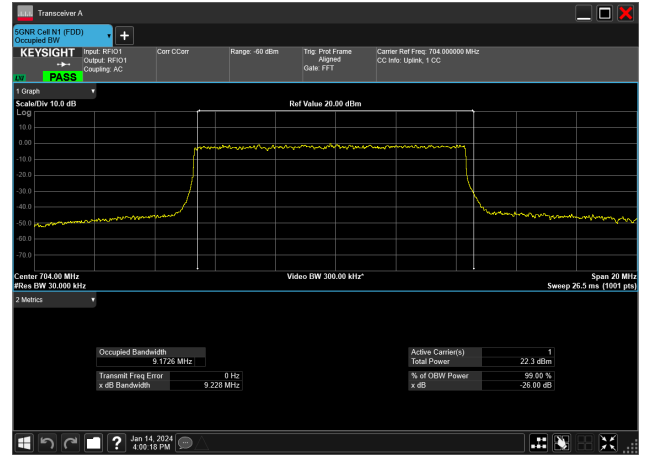 Transceiver A
5GNR Cell N1 (FDD)
Occupied BW
KEYSIGHT Input: RFIO1 Corr CCorr Range: -60 dBm Trig: Prot Frame Carrier Ref Freq: 704.000000 MHz
Output: RFIO1 Aligned CC Info: Uplink, 1 CC
Coupling: AC Gate: FFT
LV PASS
1 Graph
Scale/Div 10.0 dB Ref Value 20.00 dBm
Log
10.0
0.00
-10.0
-20.0
-30.0
-40.0
-50.0
-60.0
-70.0
Center 704.00 MHz Video BW 300.00 kHz* Span 20 MHz
#Res BW 30.000 kHz Sweep 26.5 ms (1001 pts)
2 Metrics
Occupied Bandwidth Active Carrier(s) 1
9.1726 MHz Total Power 22.3 dBm
Transmit Freq Error 0 Hz % of OBW Power 99.00 %
x dB Bandwidth 9.228 MHz x dB -26.00 dB
Jan 14, 2024
4:00:18 PM